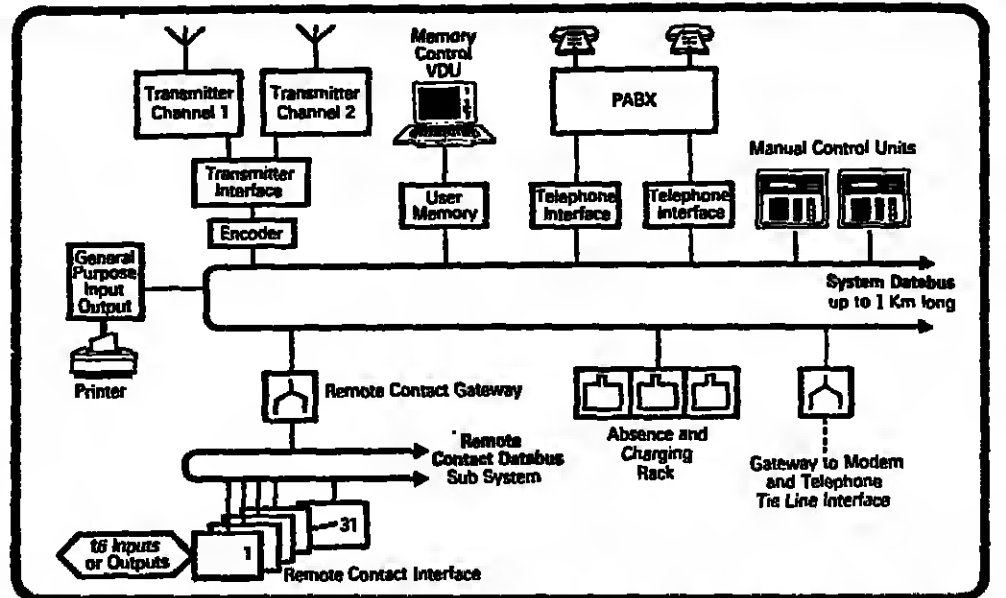 Transmitter
Channel 1
Transmitter
Channel 2
Memory
Control
VDU
PABX
Manual Control Units
Transmitter
Interface
User
Memory
Telephone
Interface
Telephone
Interface
Encoder
General
Purpose
Input
Output
System Databus
up to 1 Km long
Printer
Remote Contact Gateway
Absence and
Charging
Rack
Remote
Contact Databus
Sub System
Gateway to Modem
and Telephone
Tie Line Interface
16 Inputs
or Outputs
1
31
Remote Contact Interface